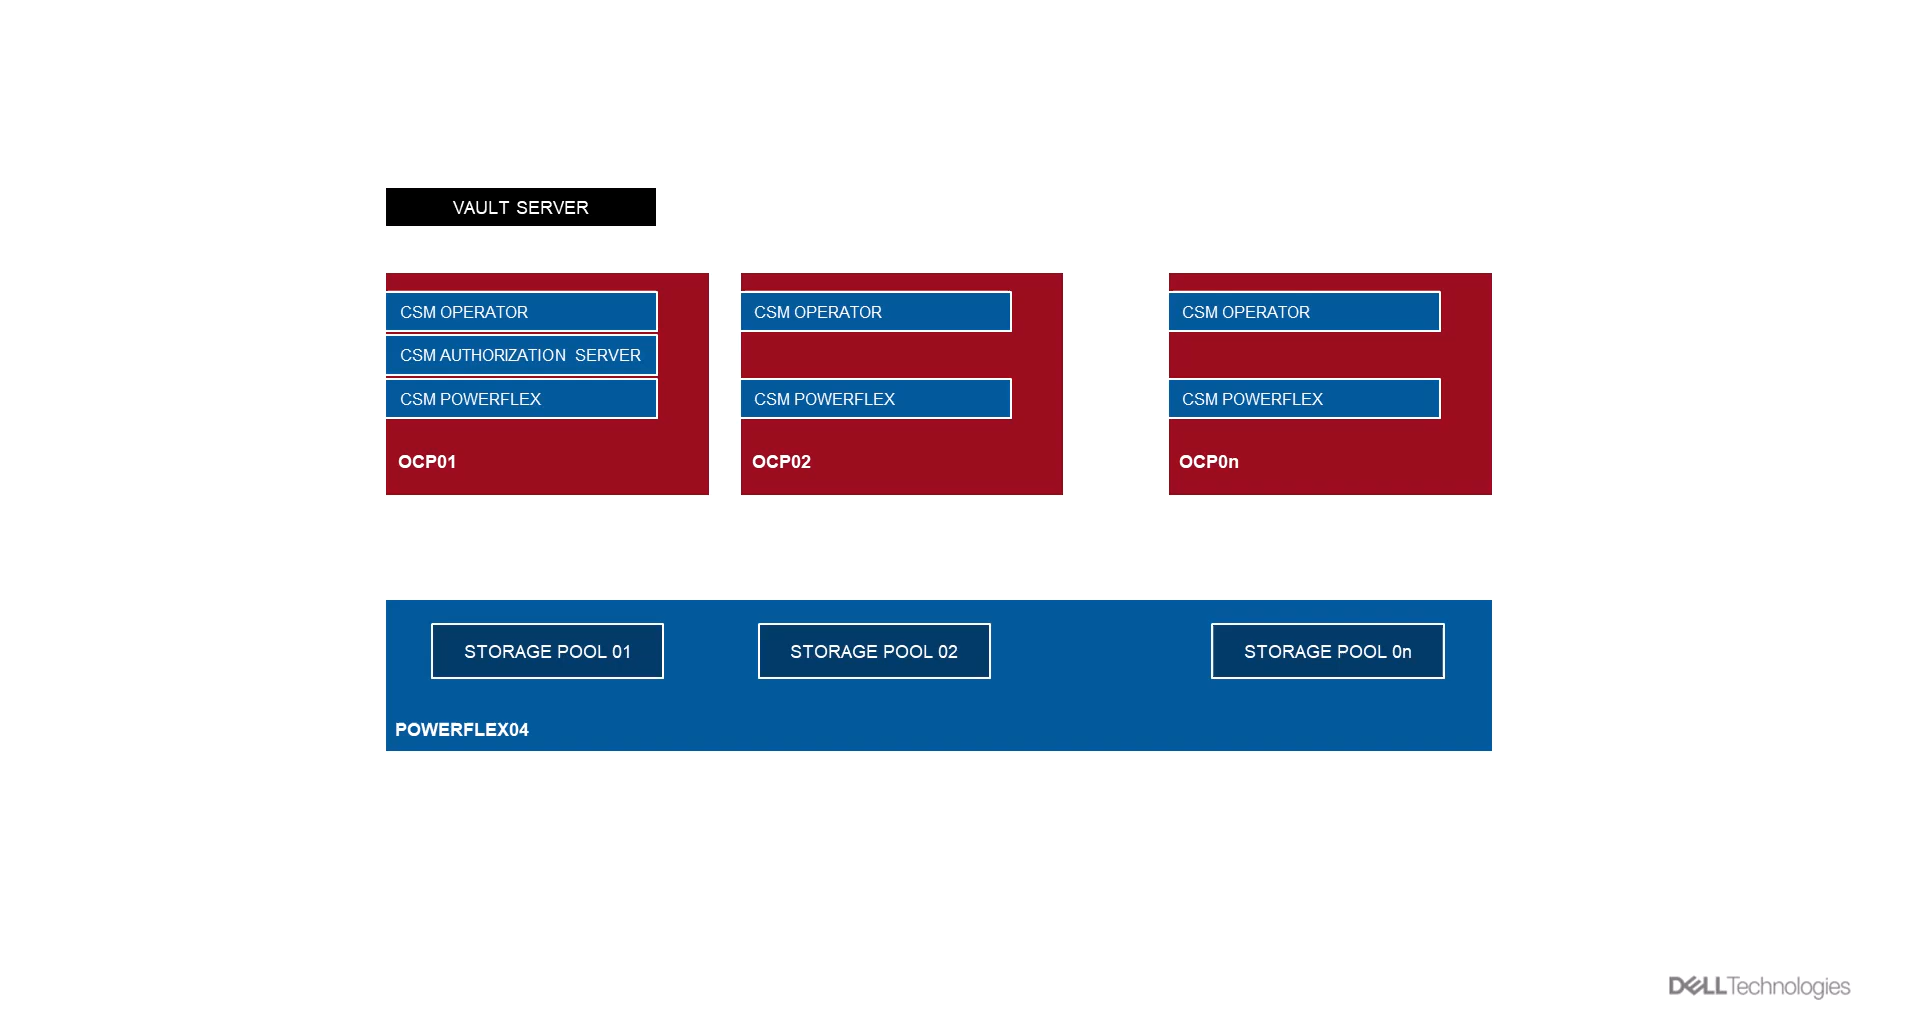 VAULT SERVER
CSM OPERATOR
CSM AUTHORIZATION SERVER
CSM POWERFLEX
OCP01
CSM OPERATOR
CSM POWERFLEX
OCP02
CSM OPERATOR
CSM POWERFLEX
OCP0n
STORAGE POOL 01
STORAGE POOL 02
STORAGE POOL 0n
POWERFLEX04
DELLTechnologies